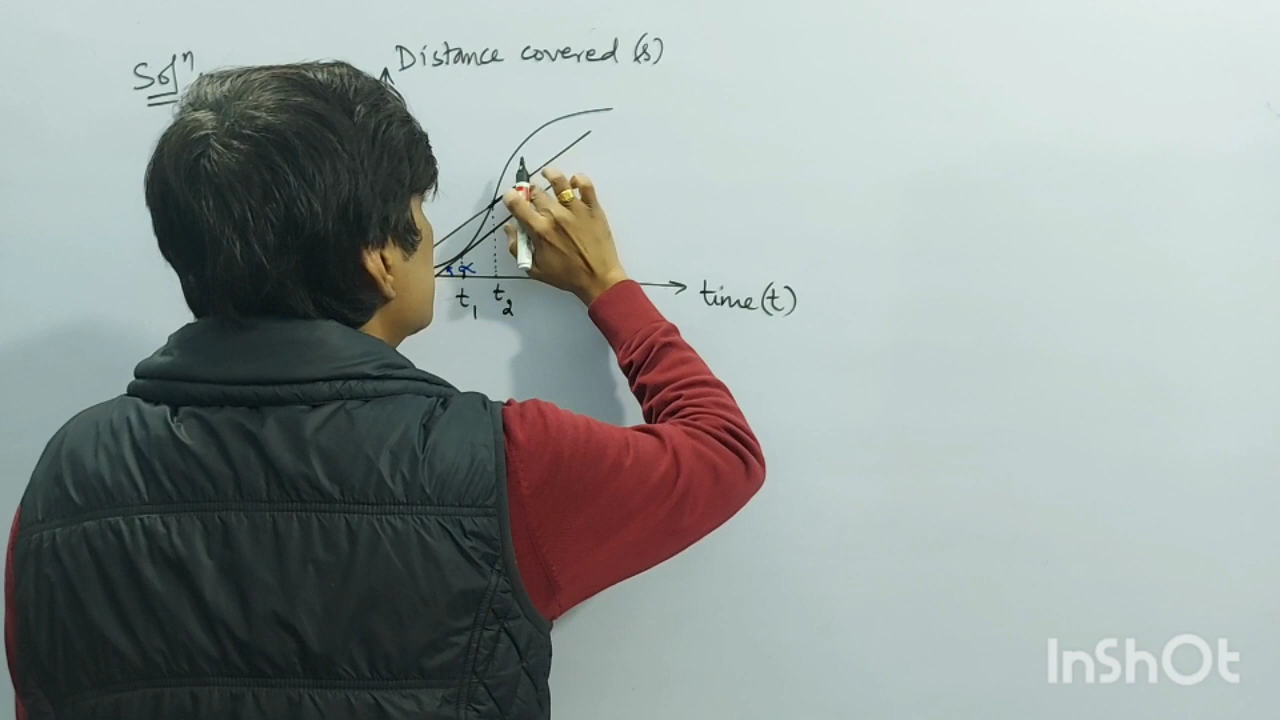 Solⁿ
Distance covered (s)
α
t₁ t₂
time (t)
InShOt